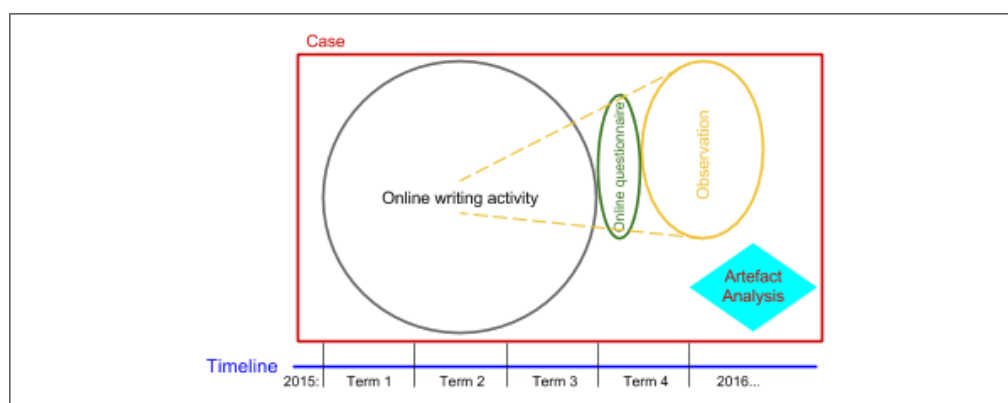 Case
Online writing activity
Online questionnaire
Observation
Artefact
Analysis
Timeline
2015: Term 1 Term 2 Term 3 Term 4 2016...